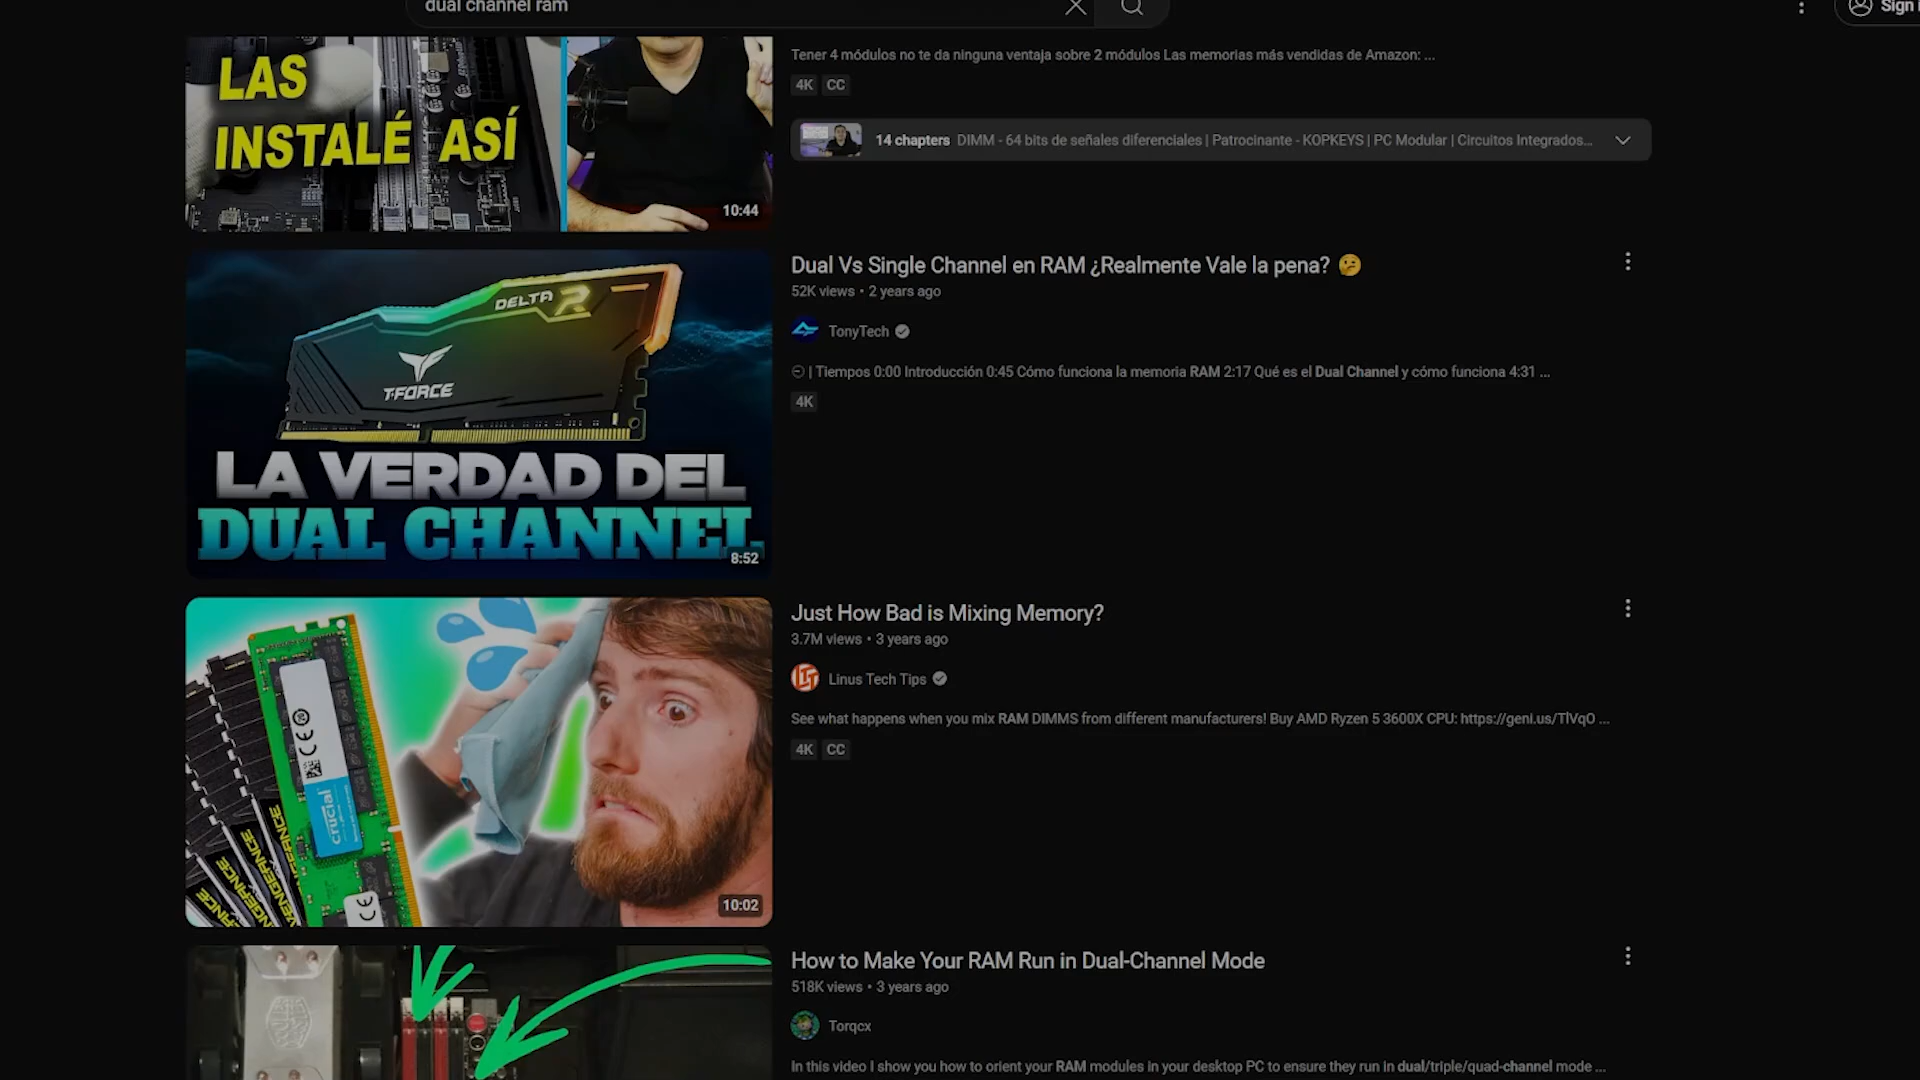 dual channel ram
Sign
LAS
INSTALÉ ASÍ
10:44
Tener 4 módulos no te da ninguna ventaja sobre 2 módulos Las memorias más vendidas de Amazon: ...
4K CC
14 chapters DIMM - 64 bits de señales diferenciales | Patrocinante - KOPKEYS | PC Modular | Circuitos Integrados...
DELTA R
T-FORCE
LA VERDAD DEL
DUAL CHANNEL
8:52
Dual Vs Single Channel en RAM ¿Realmente Vale la pena? 🤔
52K views • 2 years ago
TonyTech
| Tiempos 0:00 Introducción 0:45 Cómo funciona la memoria RAM 2:17 Qué es el Dual Channel y cómo funciona 4:31 ...
4K
crucial
CE
CE
VENGEANCE
VENGEANCE
VENGEANCE
10:02
Just How Bad is Mixing Memory?
3.7M views • 3 years ago
Linus Tech Tips
See what happens when you mix RAM DIMMS from different manufacturers! Buy AMD Ryzen 5 3600X CPU: https://geni.us/TlVqO ...
4K CC
How to Make Your RAM Run in Dual-Channel Mode
518K views • 3 years ago
Torqcx
In this video I show you how to orient your RAM modules in your desktop PC to ensure they run in dual/triple/quad-channel mode ...